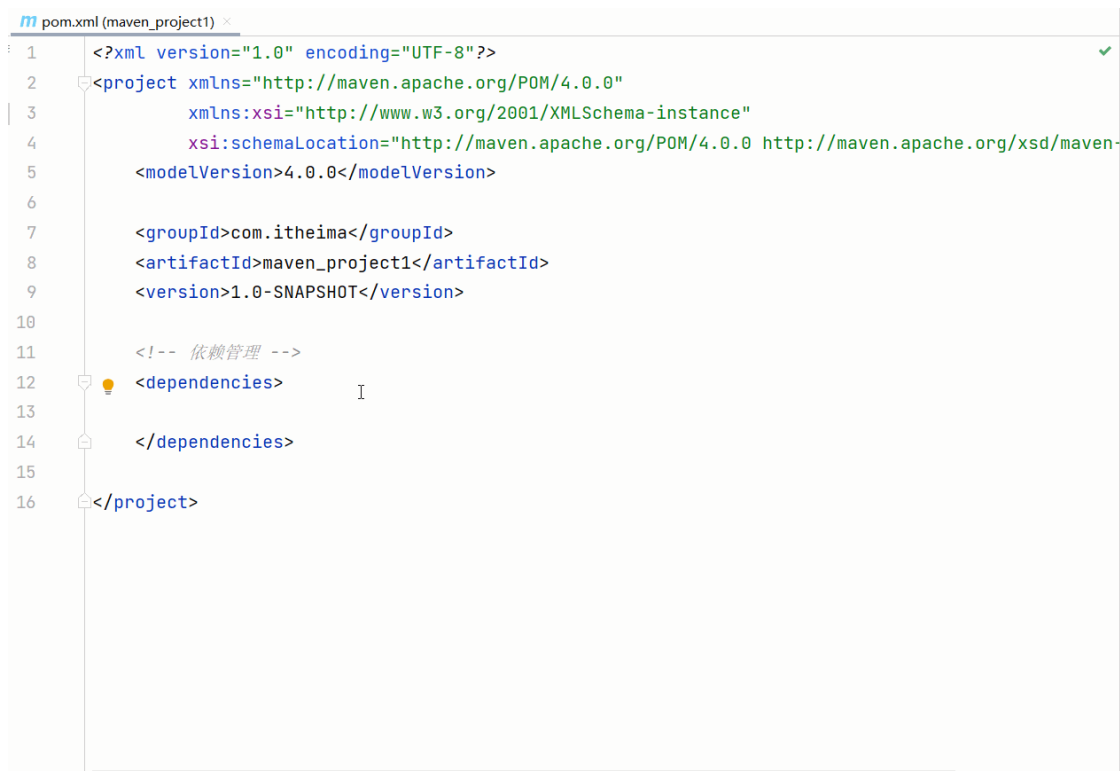 m pom.xml (maven_project1) ×
1 <?xml version="1.0" encoding="UTF-8"?>
2 <project xmlns="http://maven.apache.org/POM/4.0.0"
3 xmlns:xsi="http://www.w3.org/2001/XMLSchema-instance"
4 xsi:schemaLocation="http://maven.apache.org/POM/4.0.0 http://maven.apache.org/xsd/maven-
5 <modelVersion>4.0.0</modelVersion>
6
7 <groupId>com.itheima</groupId>
8 <artifactId>maven_project1</artifactId>
9 <version>1.0-SNAPSHOT</version>
10
11 <!-- 依赖管理 -->
12 <dependencies>
13
14 </dependencies>
15
16 </project>